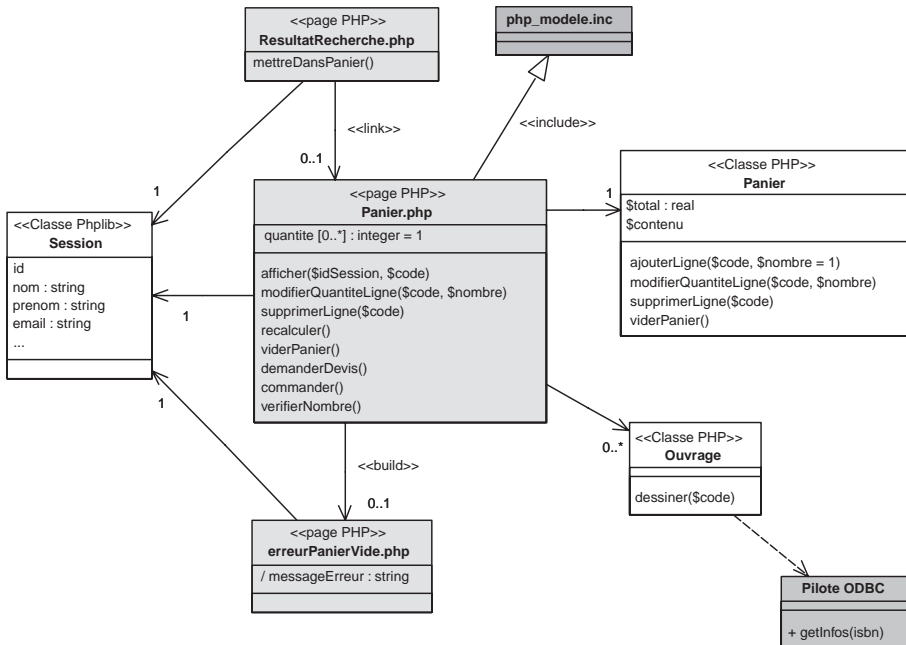 <<page PHP>>
ResultatRecherche.php
mettreDansPanier()
php_modele.inc
<<link>>
<<include>>
0..1
1
<<page PHP>>
Panier.php
quantite [0..*] : integer = 1
afficher($idSession, $code)
modifierQuantiteLigne($code, $nombre)
supprimerLigne($code)
recalculer()
viderPanier()
demanderDevis()
commander()
verifierNombre()
1
<<Classe PHP>>
Panier
$total : real
$contenu
ajouterLigne($code, $nombre = 1)
modifierQuantiteLigne($code, $nombre)
supprimerLigne($code)
viderPanier()
<<Classe Phplib>>
Session
id
nom : string
prenom : string
email : string
...
1
1
0..*
<<Classe PHP>>
Ouvrage
dessiner($code)
<<build>>
0..1
<<page PHP>>
erreurPanierVide.php
/ messageErreur : string
Pilote ODBC
+ getInfos(isbn)